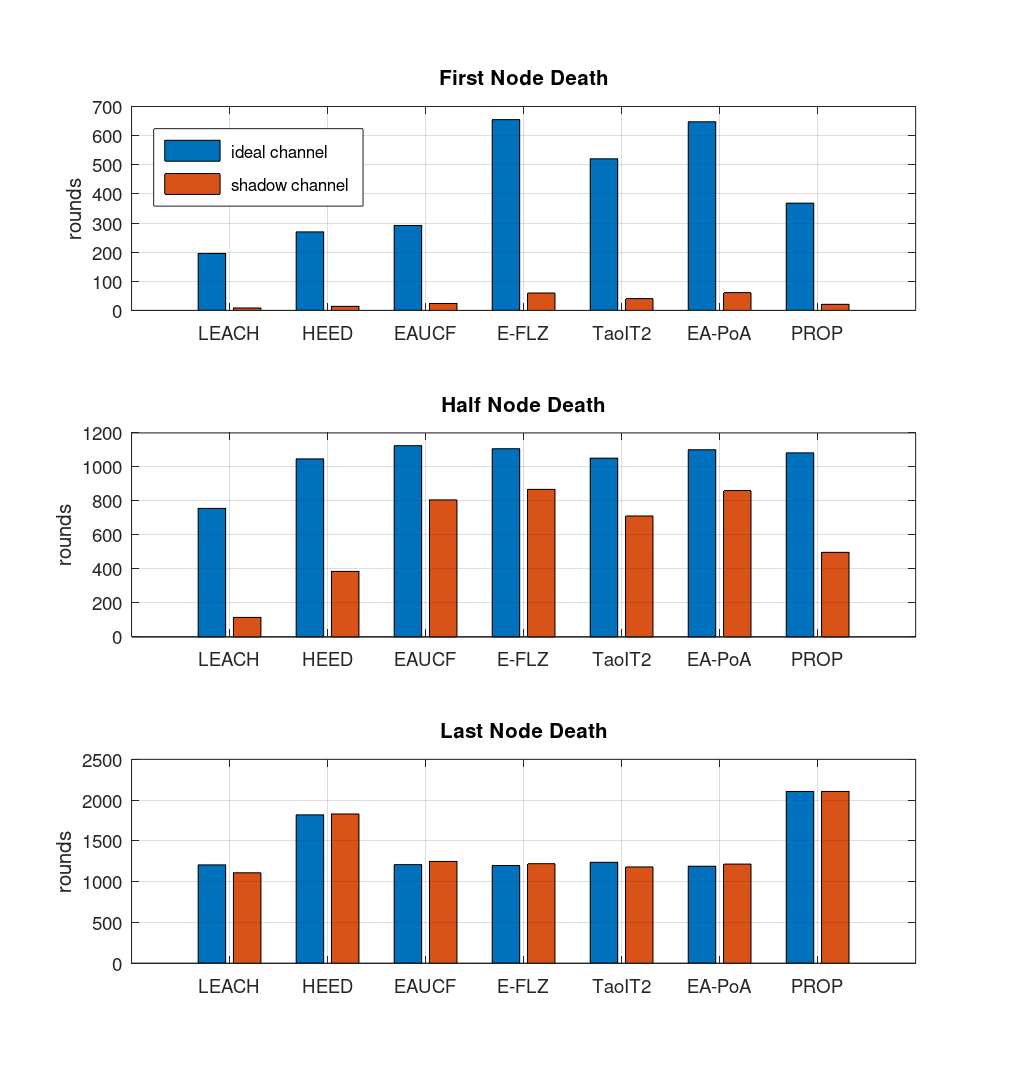 First Node Death
700
600
500
400
300
200
100
0
rounds
ideal channel
shadow channel
LEACH HEED EAUCF E-FLZ TaoIT2 EA-PoA PROP
Half Node Death
1200
1000
800
600
400
200
0
rounds
LEACH HEED EAUCF E-FLZ TaoIT2 EA-PoA PROP
Last Node Death
2500
2000
1500
1000
500
0
rounds
LEACH HEED EAUCF E-FLZ TaoIT2 EA-PoA PROP